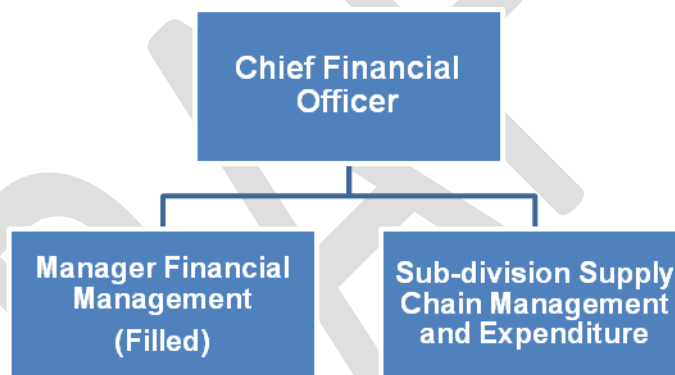 Chief Financial
Officer
Manager Financial
Management
(Filled)
Sub-division Supply
Chain Management
and Expenditure